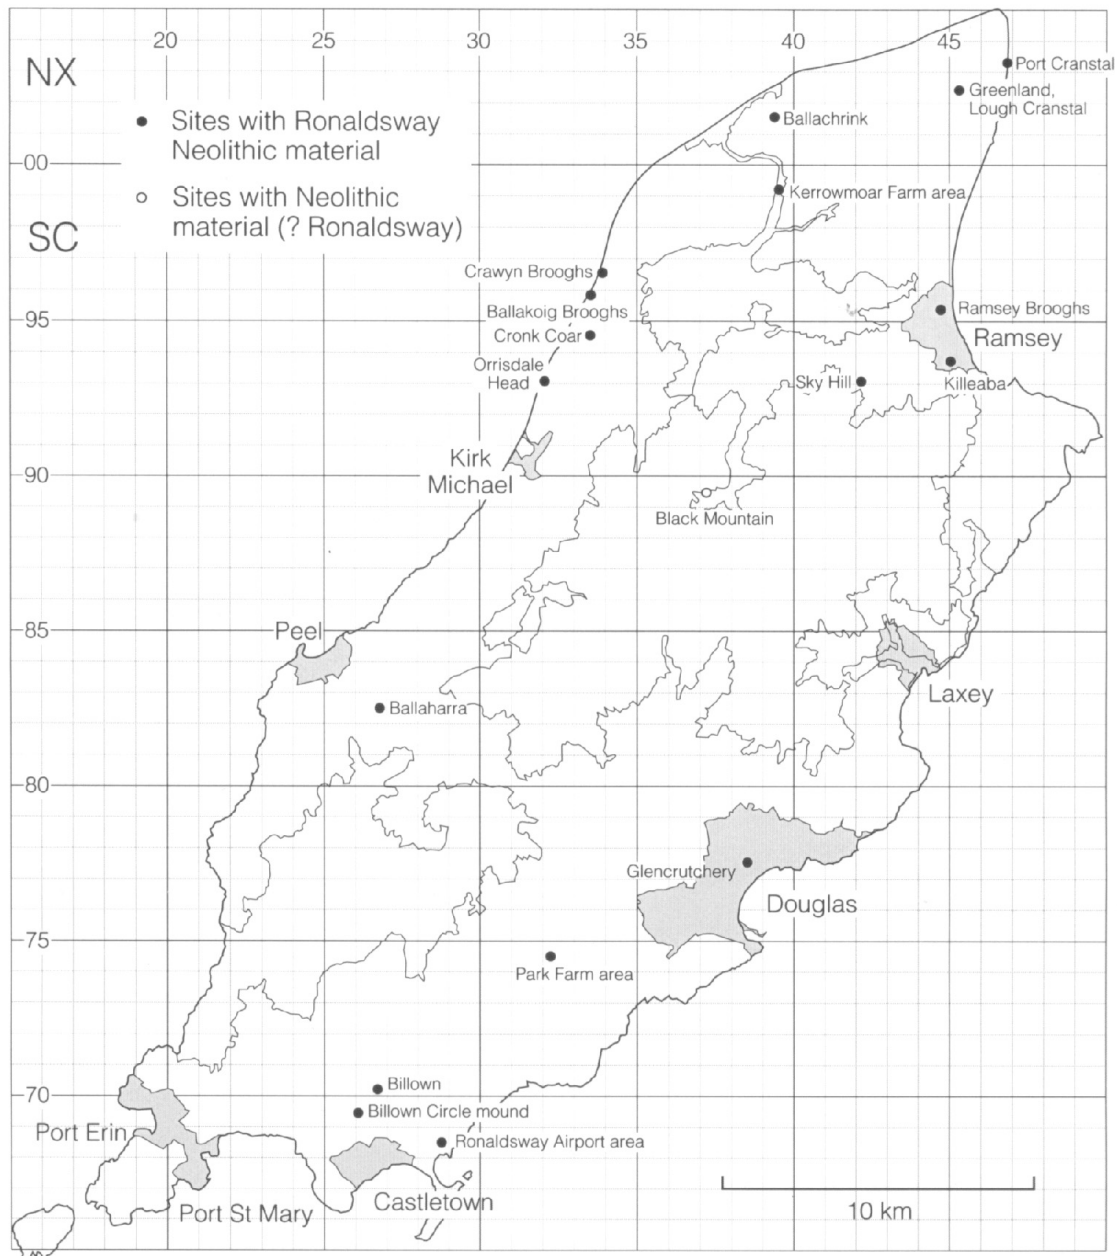 20 25 30 35 40 45
NX
Port Cranstal
Greenland,
Lough Cranstal
● Sites with Ronaldsway
Neolithic material
Ballachrink
00
○ Sites with Neolithic
material (? Ronaldsway)
Kerrowmoar Farm area
SC
Crawyn Brooghs
Ballakoig Brooghs
Ramsey Brooghs
95
Cronk Coar
Ramsey
Orrisdale
Head
Sky Hill
Killeaba
Kirk
Michael
90
Black Mountain
Peel
85
Laxey
Ballaharra
80
Glencrutchery
Douglas
75
Park Farm area
Billown
70
Billown Circle mound
Port Erin
Ronaldsway Airport area
Castletown
Port St Mary
10 km